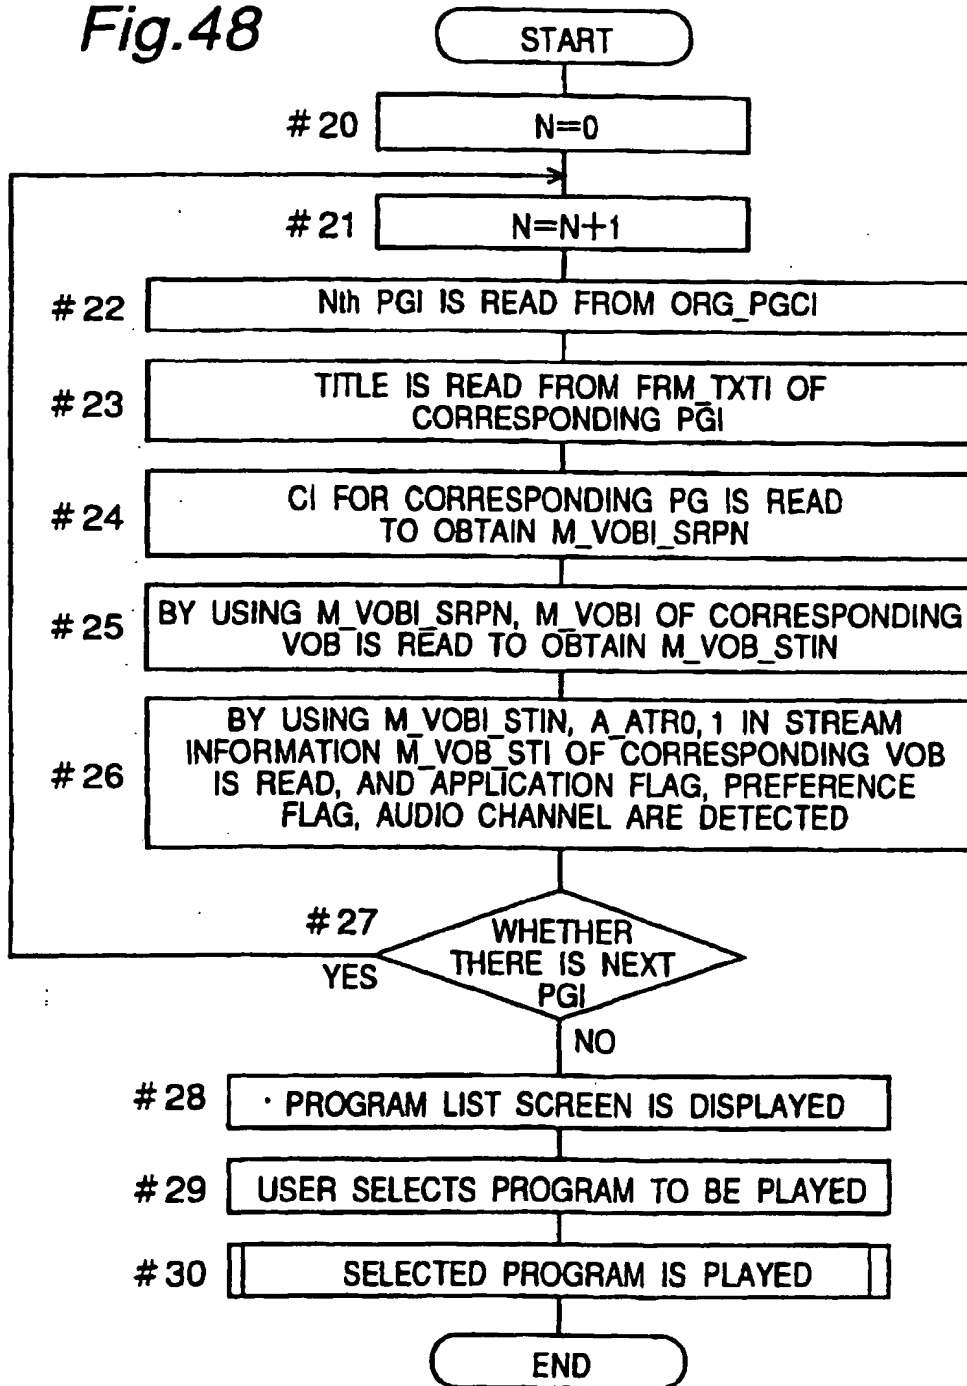 Fig.48
START
#20
N=0
#21
N=N+1
#22
Nth PGI IS READ FROM ORG_PGCI
#23
TITLE IS READ FROM FRM_TXTI OF
CORRESPONDING PGI
#24
CI FOR CORRESPONDING PG IS READ
TO OBTAIN M_VOBI_SRPN
#25
BY USING M_VOBI_SRPN, M_VOBI OF CORRESPONDING
VOB IS READ TO OBTAIN M_VOB_STIN
#26
BY USING M_VOBI_STIN, A_ATR0, 1 IN STREAM
INFORMATION M_VOB_STI OF CORRESPONDING VOB
IS READ, AND APPLICATION FLAG, PREFERENCE
FLAG, AUDIO CHANNEL ARE DETECTED
#27
WHETHER
THERE IS NEXT
PGI
YES
NO
#28
PROGRAM LIST SCREEN IS DISPLAYED
#29
USER SELECTS PROGRAM TO BE PLAYED
#30
SELECTED PROGRAM IS PLAYED
END